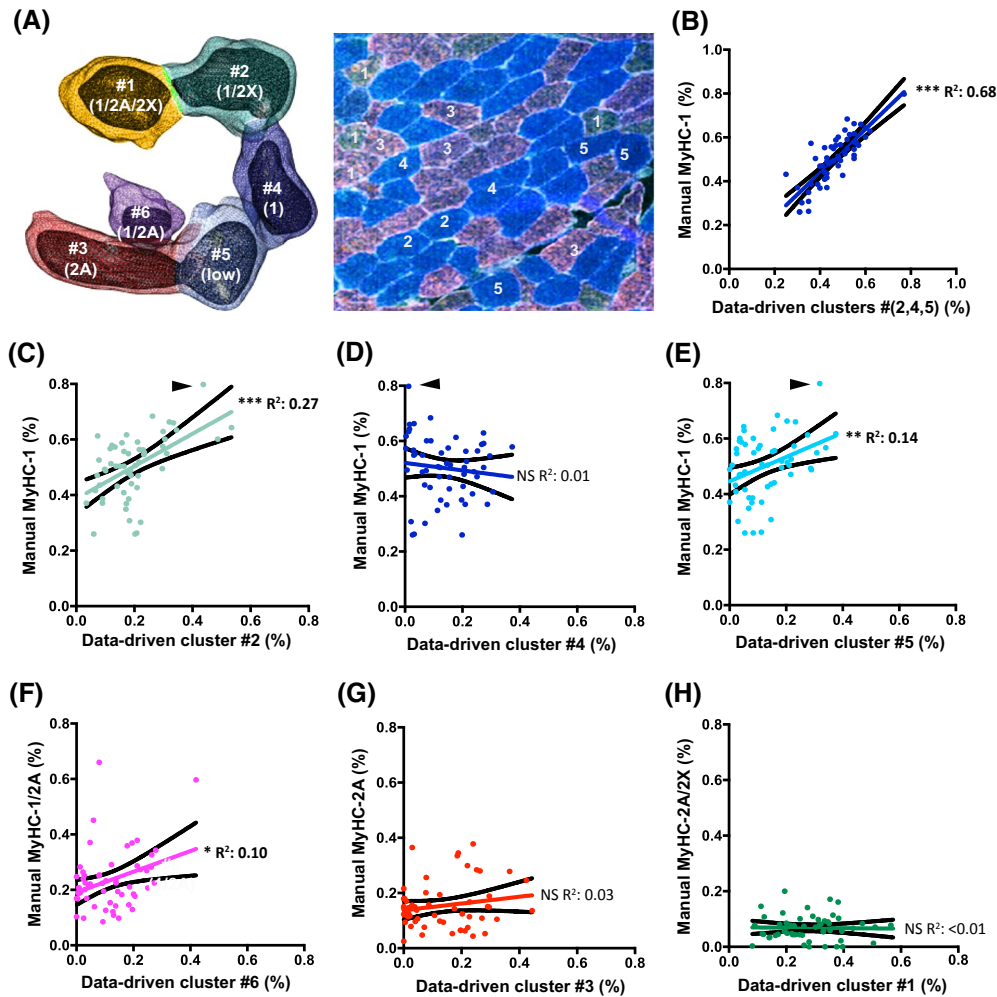 (A)
#1
(1/2A/2X)
#2
(1/2X)
#4
(1)
#6
(1/2A)
#3
(2A)
#5
(low)
1
3
1
3
3
1
4
5
5
1
4
2
2
3
5
(B)
Manual MyHC-1 (%)
1.0
0.8
0.6
0.4
0.2
0.0
0.0 0.2 0.4 0.6 0.8 1.0
Data-driven clusters #(2,4,5) (%)
*** R²: 0.68
(C)
Manual MyHC-1 (%)
0.8
0.6
0.4
0.2
0.0
0.0 0.2 0.4 0.6 0.8
Data-driven cluster #2 (%)
*** R²: 0.27
(D)
Manual MyHC-1 (%)
0.8
0.6
0.4
0.2
0.0
0.0 0.2 0.4 0.6 0.8
Data-driven cluster #4 (%)
NS R²: 0.01
(E)
Manual MyHC-1 (%)
0.8
0.6
0.4
0.2
0.0
0.0 0.2 0.4 0.6 0.8
Data-driven cluster #5 (%)
** R²: 0.14
(F)
Manual MyHC-1/2A (%)
0.8
0.6
0.4
0.2
0.0
0.0 0.2 0.4 0.6 0.8
Data-driven cluster #6 (%)
* R²: 0.10
(G)
Manual MyHC-2A (%)
0.8
0.6
0.4
0.2
0.0
0.0 0.2 0.4 0.6 0.8
Data-driven cluster #3 (%)
NS R²: 0.03
(H)
Manual MyHC-2A/2X (%)
0.8
0.6
0.4
0.2
0.0
0.0 0.2 0.4 0.6 0.8
Data-driven cluster #1 (%)
NS R²: <0.01